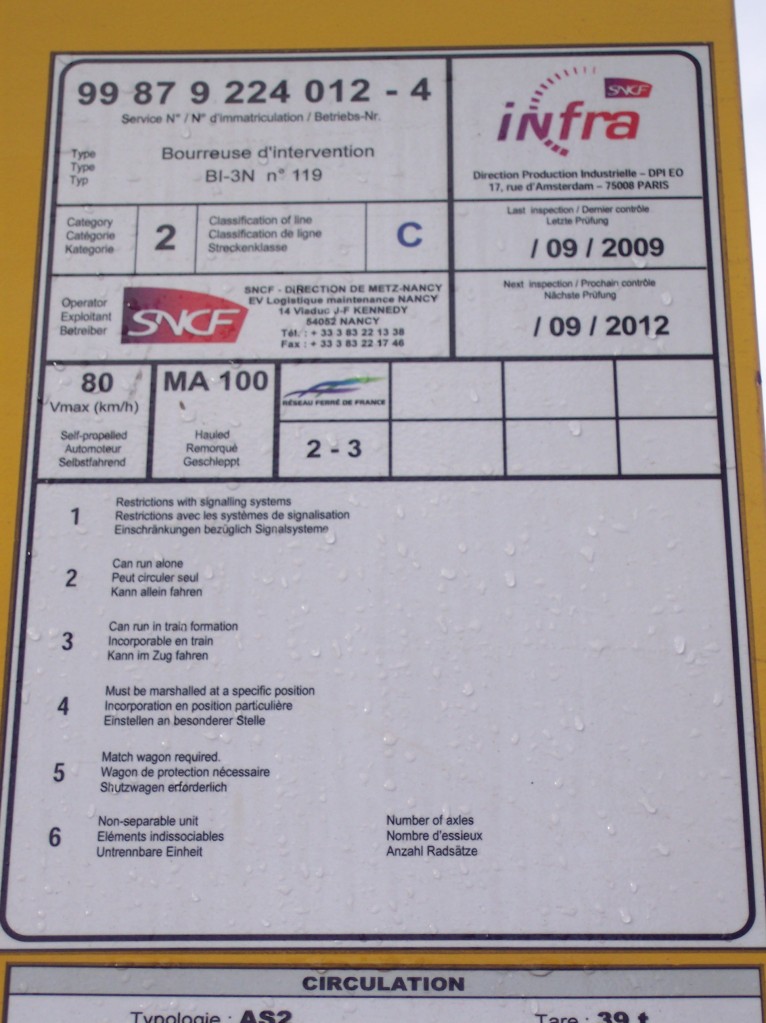 99 87 9 224 012 - 4
Service N° / N° d'immatriculation / Betriebs-Nr.
Type
Type
Typ
Bourreuse d'intervention
BI-3N n° 119
SNCF
infra
Direction Production Industrielle – DPI EO
17, rue d'Amsterdam – 75008 PARIS
Category
Catégorie
Kategorie
2
Classification of line
Classification de ligne
Streckenklasse
C
Last inspection / Dernier contrôle
Letzte Prüfung
/ 09 / 2009
Operator
Exploitant
Betreiber
SNCF
SNCF - DIRECTION DE METZ-NANCY
EV Logistique maintenance NANCY
14 Viaduc J-F KENNEDY
54052 NANCY
Tél. : + 33 3 83 22 13 38
Fax : + 33 3 83 22 17 46
Next inspection / Prochain contrôle
Nächste Prüfung
/ 09 / 2012
80
Vmax (km/h)
Self-propelled
Automoteur
Selbstfahrend
MA 100
Hauled
Remorqué
Geschleppt
RÉSEAU FERRÉ DE FRANCE
2 - 3
1
Restrictions with signalling systems
Restrictions avec les systèmes de signalisation
Einschränkungen bezüglich Signalsysteme
2
Can run alone
Peut circuler seul
Kann allein fahren
3
Can run in train formation
Incorporable en train
Kann im Zug fahren
4
Must be marshalled at a specific position
Incorporation en position particulière
Einstellen an besonderer Stelle
5
Match wagon required.
Wagon de protection nécessaire
Shutzwagen erforderlich
6
Non-separable unit
Eléments indissociables
Untrennbare Einheit
Number of axles
Nombre d'essieux
Anzahl Radsätze
CIRCULATION
Typologie : AS2
Tare : 39 t